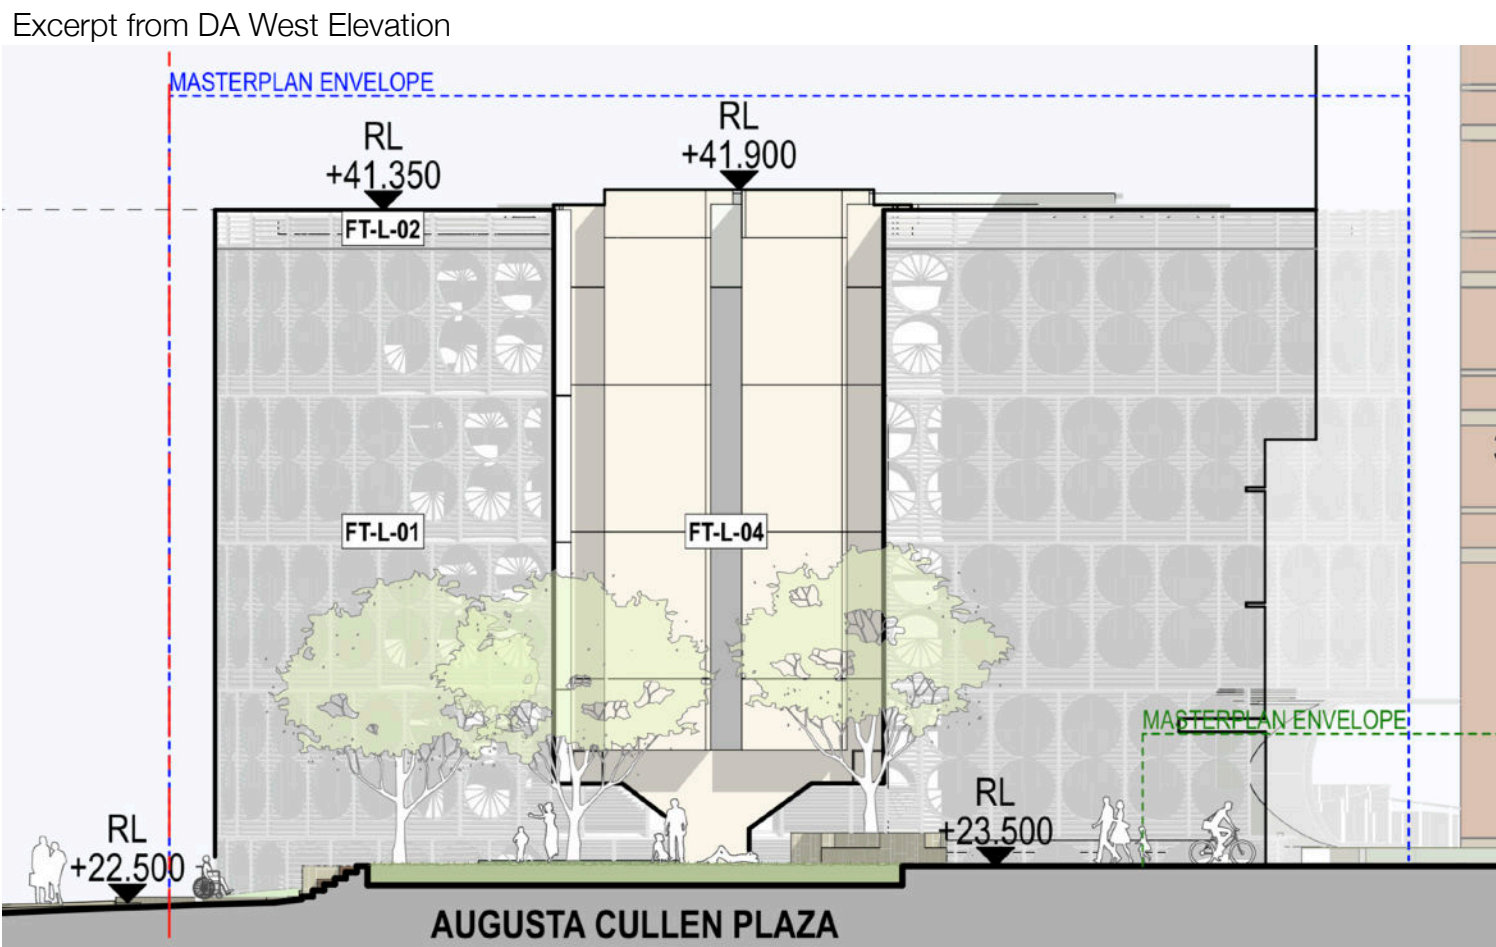 Excerpt from DA West Elevation
MASTERPLAN ENVELOPE
RL
+41.350
RL
+41.900
FT-L-02
FT-L-01
FT-L-04
MASTERPLAN ENVELOPE
RL
+22.500
RL
+23.500
AUGUSTA CULLEN PLAZA